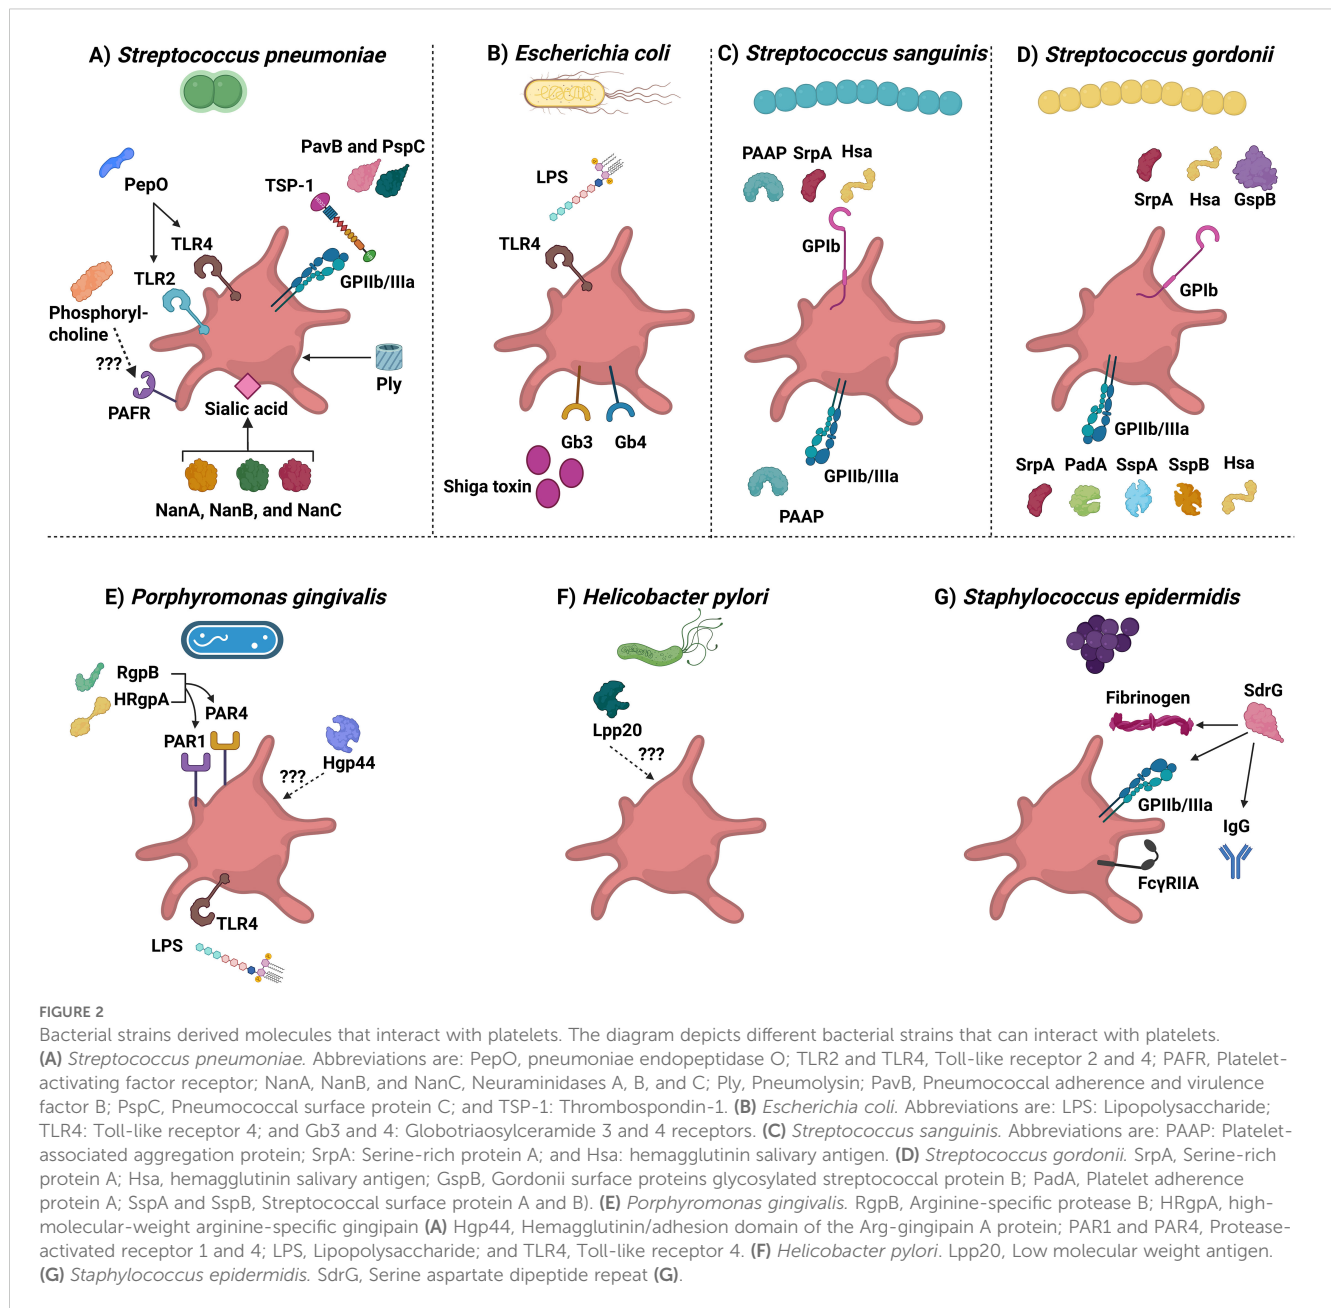 A) Streptococcus pneumoniae
PepO
TLR4
TLR2
Phosphoryl-
choline
???
PAFR
PavB and PspC
TSP-1
GPIIb/IIIa
Ply
Sialic acid
NanA, NanB, and NanC
B) Escherichia coli
LPS
TLR4
Gb3
Gb4
Shiga toxin
C) Streptococcus sanguinis
PAAP SrpA Hsa
GPIb
GPIIb/IIIa
PAAP
D) Streptococcus gordonii
SrpA Hsa GspB
GPIb
GPIIb/IIIa
SrpA PadA SspA SspB Hsa
E) Porphyromonas gingivalis
RgpB
HRgpA
PAR4
PAR1
Hgp44
???
TLR4
LPS
F) Helicobacter pylori
Lpp20
???
G) Staphylococcus epidermidis
Fibrinogen
SdrG
GPIIb/IIIa
IgG
FcγRIIA
FIGURE 2
Bacterial strains derived molecules that interact with platelets. The diagram depicts different bacterial strains that can interact with platelets.
(A) Streptococcus pneumoniae. Abbreviations are: PepO, pneumoniae endopeptidase O; TLR2 and TLR4, Toll-like receptor 2 and 4; PAFR, Platelet-
activating factor receptor; NanA, NanB, and NanC, Neuraminidases A, B, and C; Ply, Pneumolysin; PavB, Pneumococcal adherence and virulence
factor B; PspC, Pneumococcal surface protein C; and TSP-1: Thrombospondin-1. (B) Escherichia coli. Abbreviations are: LPS: Lipopolysaccharide;
TLR4: Toll-like receptor 4; and Gb3 and 4: Globotriaosylceramide 3 and 4 receptors. (C) Streptococcus sanguinis. Abbreviations are: PAAP: Platelet-
associated aggregation protein; SrpA: Serine-rich protein A; and Hsa: hemagglutinin salivary antigen. (D) Streptococcus gordonii. SrpA, Serine-rich
protein A; Hsa, hemagglutinin salivary antigen; GspB, Gordonii surface proteins glycosylated streptococcal protein B; PadA, Platelet adherence
protein A; SspA and SspB, Streptococcal surface protein A and B). (E) Porphyromonas gingivalis. RgpB, Arginine-specific protease B; HRgpA, high-
molecular-weight arginine-specific gingipain (A) Hgp44, Hemagglutinin/adhesion domain of the Arg-gingipain A protein; PAR1 and PAR4, Protease-
activated receptor 1 and 4; LPS, Lipopolysaccharide; and TLR4, Toll-like receptor 4. (F) Helicobacter pylori. Lpp20, Low molecular weight antigen.
(G) Staphylococcus epidermidis. SdrG, Serine aspartate dipeptide repeat (G).